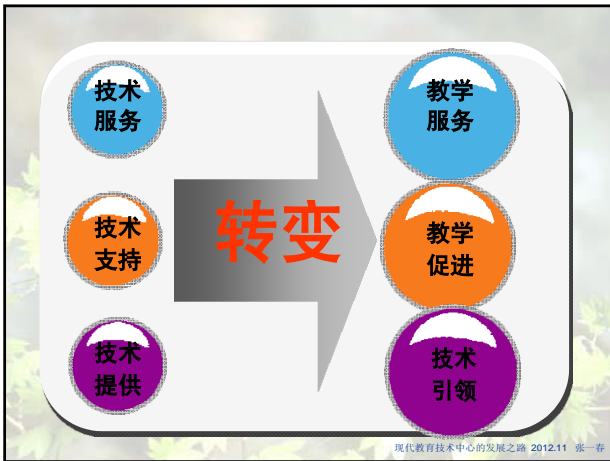 技术
服务
教学
服务
转变
技术
支持
教学
促进
技术
提供
技术
引领
现代教育技术中心的发展之路 2012.11 张一春